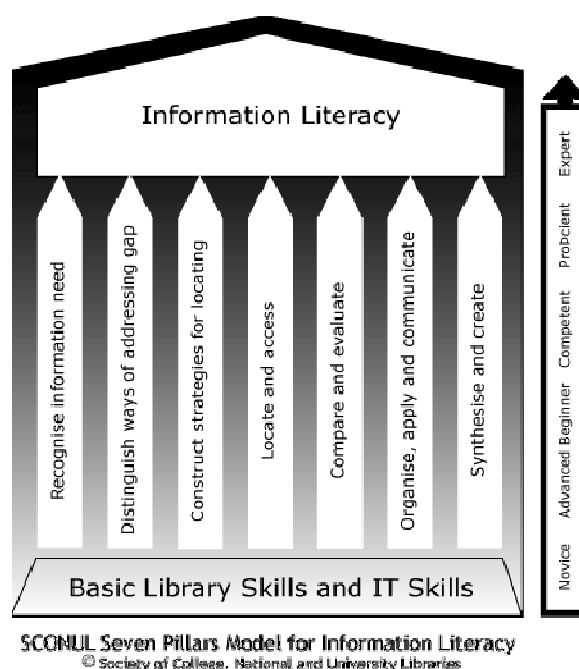 Information Literacy
Recognise information need
Distinguish ways of addressing gap
Construct strategies for locating
Locate and access
Compare and evaluate
Organise, apply and communicate
Synthesise and create
Basic Library Skills and IT Skills
Novice Advanced Beginner Competent Probcient Expert
SCONUL Seven Pillars Model for Information Literacy
© Society of College, National and University Libraries